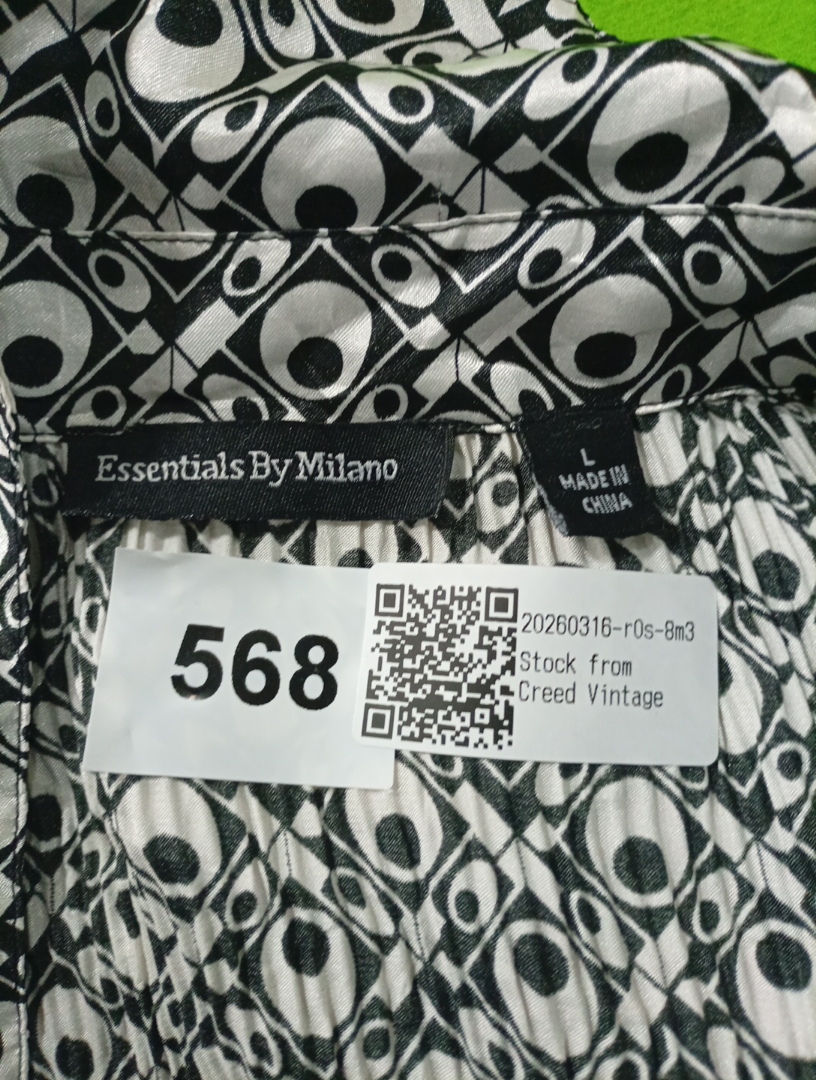 Essentials By Milano
L
MADE IN
CHINA
568
20260316-r0s-8m3
Stock from
Creed Vintage